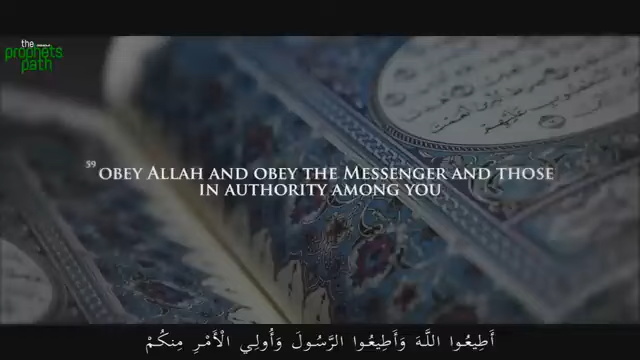 the
prophets
path
59 OBEY ALLAH AND OBEY THE MESSENGER AND THOSE
IN AUTHORITY AMONG YOU
أَطِيعُوا اللَّهَ وَأَطِيعُوا الرَّسُولَ وَأُولِي الْأَمْرِ مِنكُمْ